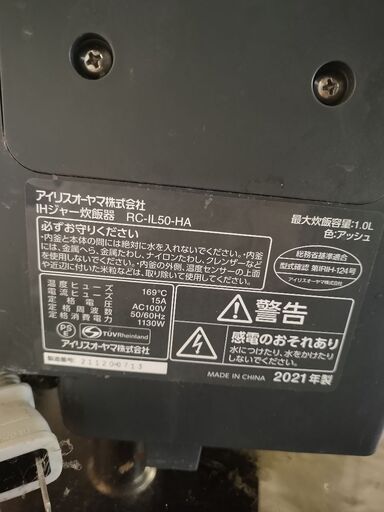 アイリスオーヤマ株式会社
IHジャー炊飯器 RC-IL50-HA
最大炊飯容量:1.0L
色:アッシュ
必ずお守りください
・内釜と本体の間には絶対に水を入れないでください。・内釜
には、金属へら、金属たわし、ナイロンたわし、クレンザーなど
を使用しないでください。・内釜の外側、温度センサーの上面
や近辺に付いた米粒などは、取り除いて使用してください。
総務省基準適合
型式確認 第IRIH-124号
アイリスオーヤマ株式会社
温度ヒューズ 169℃
電流ヒューズ 15A
定格電圧 AC100V
定格周波数 50/60Hz
定格消費電力 1130W
PSE
TÜVRheinland
アイリスオーヤマ株式会社
製造番号:
警告
感電のおそれあり
水につけたり、水をかけたり
しないでください。
MADE IN CHINA 2021年製